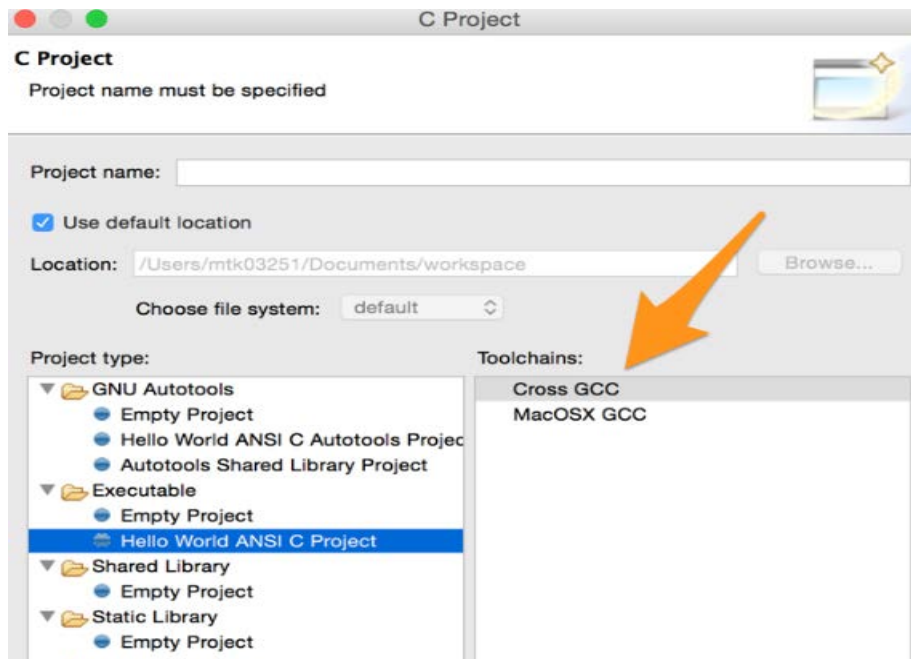 C Project
C Project
Project name must be specified
Project name:
Use default location
Location: /Users/mtk03251/Documents/workspace Browse...
Choose file system: default
Project type:
Toolchains:
GNU Autotools
Empty Project
Hello World ANSI C Autotools Projec
Autotools Shared Library Project
Executable
Empty Project
Hello World ANSI C Project
Shared Library
Empty Project
Static Library
Empty Project
Cross GCC
MacOSX GCC